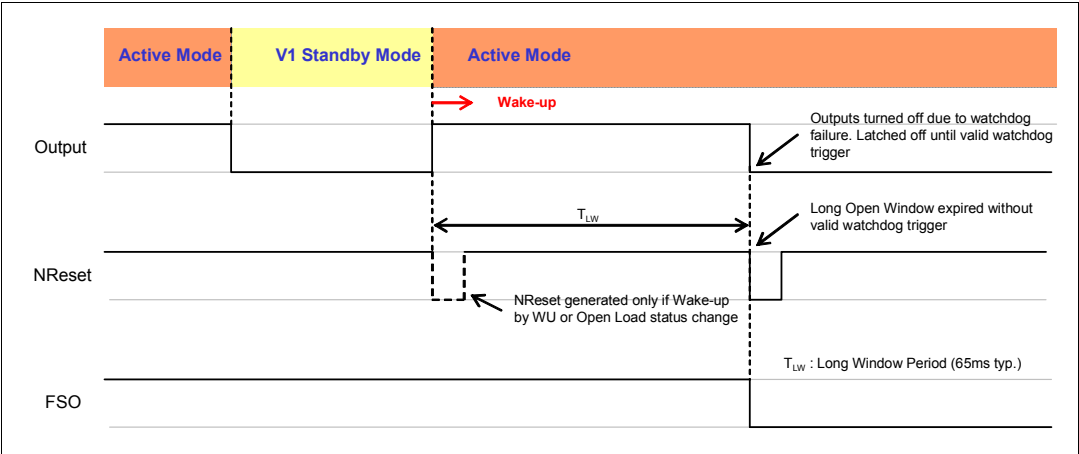 Active Mode
V1 Standby Mode
Active Mode
Wake-up
Output
Outputs turned off due to watchdog
failure. Latched off until valid watchdog
trigger
TLW
Long Open Window expired without
valid watchdog trigger
NReset
NReset generated only if Wake-up
by WU or Open Load status change
TLW : Long Window Period (65ms typ.)
FSO